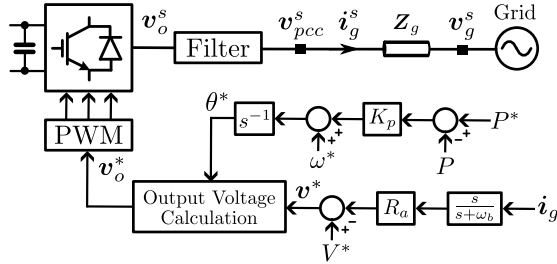 Grid
v_o^s
v_pcc^s
i_g^s
Z_g
v_g^s
Filter
θ*
s⁻¹
K_p
P*
+ +
+ −
ω*
P
PWM
v_o*
Output Voltage
Calculation
v*
R_a
s / (s+ω_b)
i_g
+ −
V*